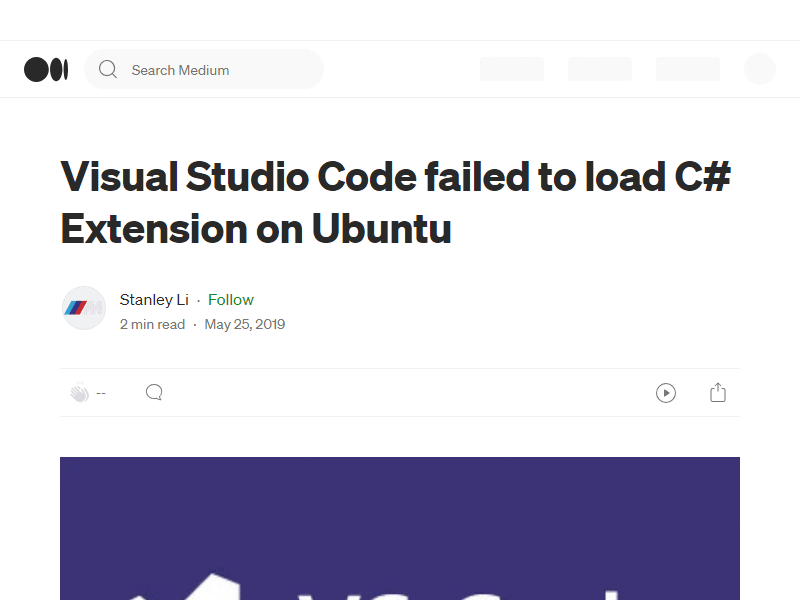 Search Medium
Visual Studio Code failed to load C#
Extension on Ubuntu
Stanley Li · Follow
2 min read · May 25, 2019
--